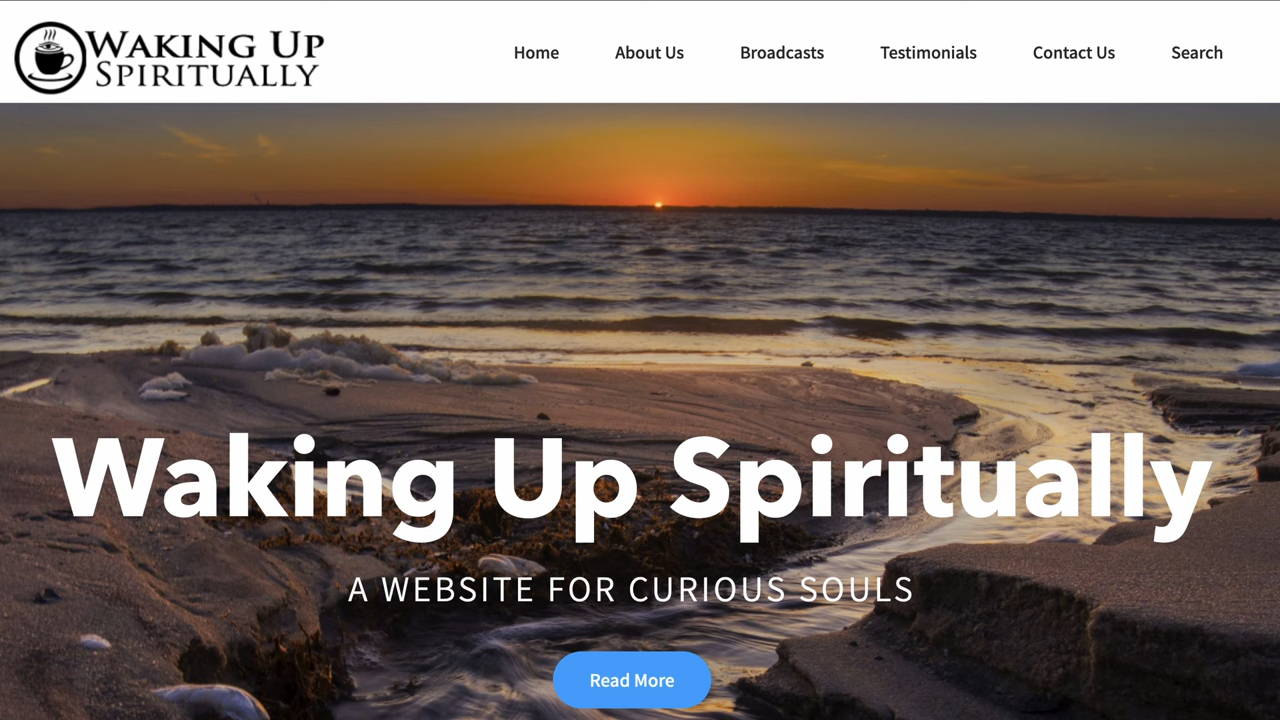 Waking Up
Spiritually
Home
About Us
Broadcasts
Testimonials
Contact Us
Search
Waking Up Spiritually
A WEBSITE FOR CURIOUS SOULS
Read More